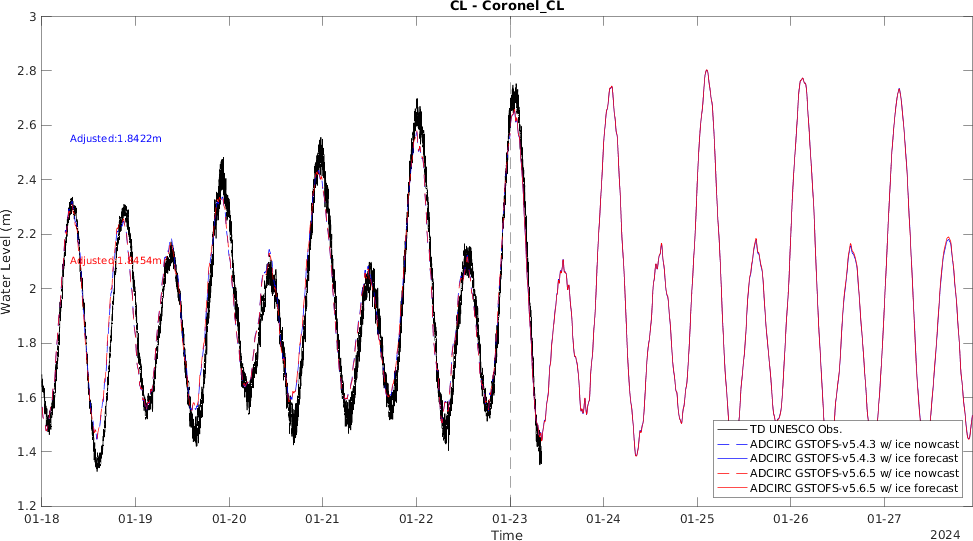 CL - Coronel_CL
3
2.8
2.6
2.4
2.2
2
1.8
1.6
1.4
1.2
Water Level (m)
Adjusted:1.8422m
Adjusted:1.8454m
TD UNESCO Obs.
ADCIRC GSTOFS-v5.4.3 w/ ice nowcast
ADCIRC GSTOFS-v5.4.3 w/ ice forecast
ADCIRC GSTOFS-v5.6.5 w/ ice nowcast
ADCIRC GSTOFS-v5.6.5 w/ ice forecast
01-18 01-19 01-20 01-21 01-22 01-23 01-24 01-25 01-26 01-27
Time
2024